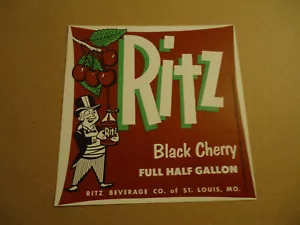 Ritz
Ritz
Black Cherry
FULL HALF GALLON
RITZ BEVERAGE CO. of ST. LOUIS, MO.